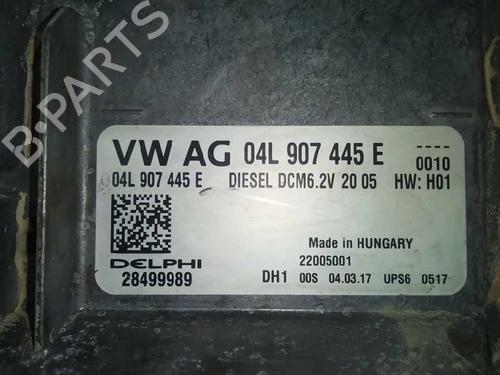 VW AG 04L 907 445 E
----
0010
04L 907 445 E DIESEL DCM6.2V 20 05 HW: H01
Made in HUNGARY
22005001
DELPHI
28499989
DH1 00S 04.03.17 UPS6 0517
B-PARTS